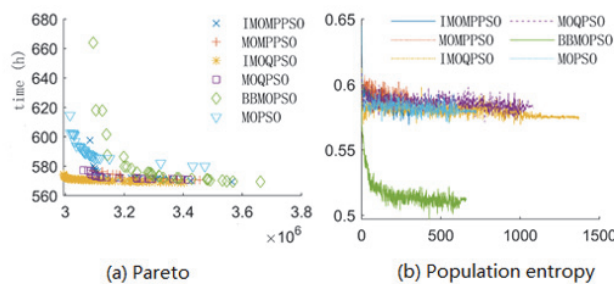 680
660
640
620
600
580
560
time (h)
IMOMPPSO
MOMPPSO
IMOQPSO
MOQPSO
BBMOPSO
MOPSO
3 3.2 3.4 3.6 3.8
×10⁶
(a) Pareto
0.65
0.6
0.55
0.5
IMOMPPSO MOQPSO
MOMPPSO BBMOPSO
IMOQPSO MOPSO
0 500 1000 1500
(b) Population entropy